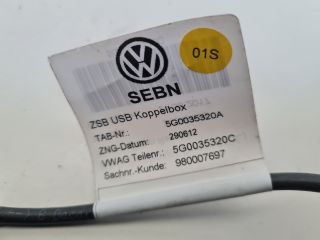 01S
SEBN
ZSB USB Koppelbox
TAB-Nr.: 5G0035320A
ZNG-Datum: 290612
VWAG Teilenr.: 5G0035320C
Sachnr.-Kunde: 980007697